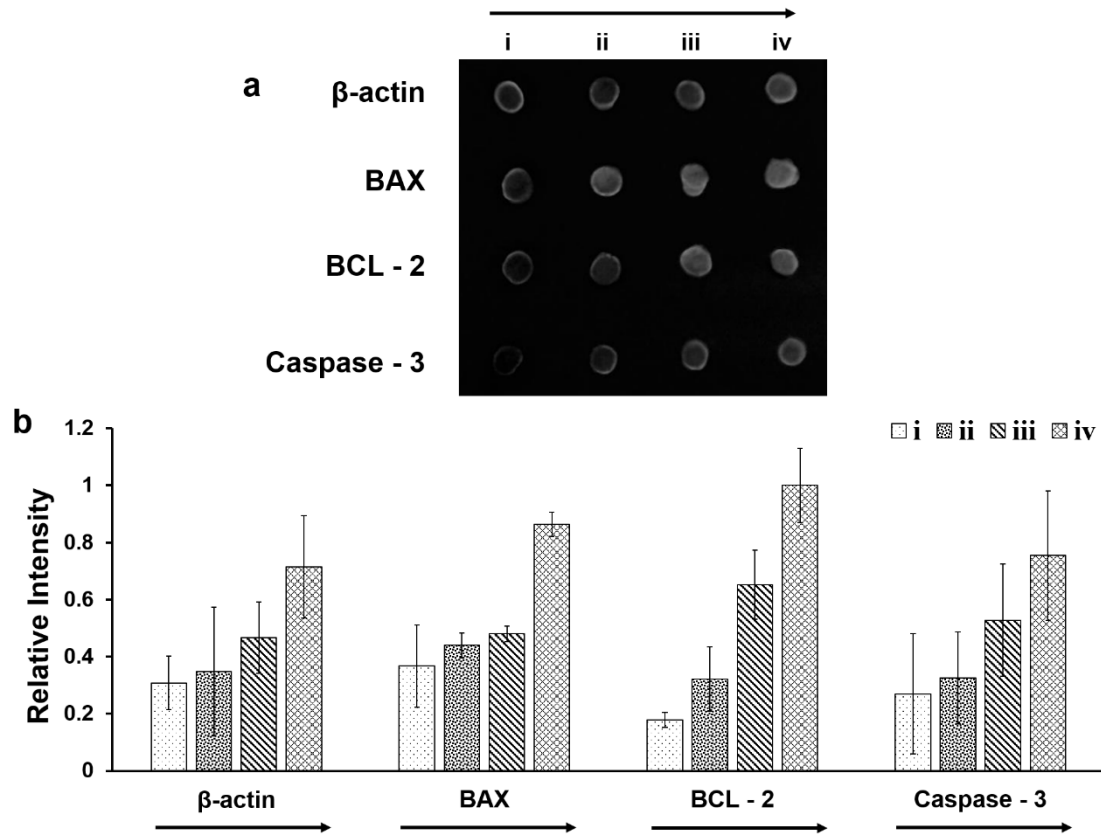 i ii iii iv
a
β-actin
BAX
BCL - 2
Caspase - 3
b
i ii iii iv
Relative Intensity
1.2
1
0.8
0.6
0.4
0.2
0
β-actin BAX BCL - 2 Caspase - 3